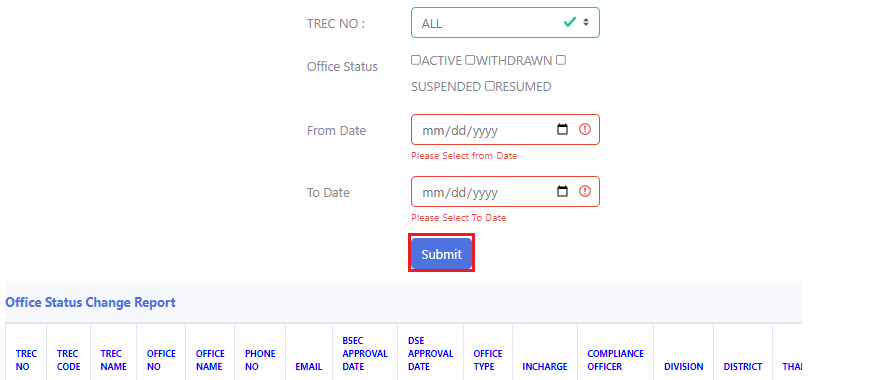 TREC NO :
ALL
Office Status
ACTIVE WITHDRAWN
SUSPENDED RESUMED
From Date
mm/dd/yyyy
Please Select from Date
To Date
mm/dd/yyyy
Please Select To Date
Submit
Office Status Change Report
TREC NO
TREC CODE
TREC NAME
OFFICE NO
OFFICE NAME
PHONE NO
EMAIL
BSEC APPROVAL DATE
DSE APPROVAL DATE
OFFICE TYPE
INCHARGE
COMPLIANCE OFFICER
DIVISION
DISTRICT